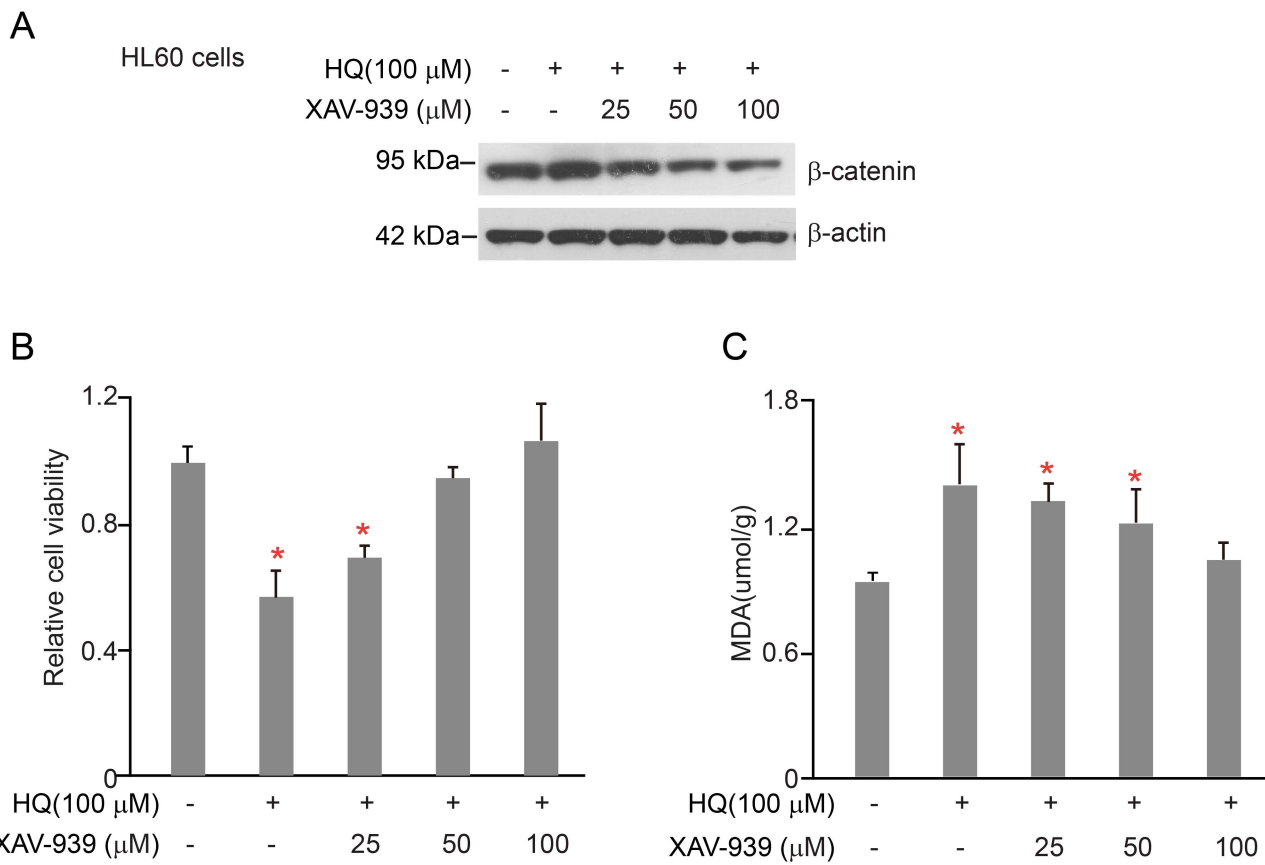 A
HL60 cells
HQ(100 μM) - + + + +
XAV-939 (μM) - - 25 50 100
95 kDa
β-catenin
42 kDa
β-actin
B
1.2
0.8
0.4
0
Relative cell viability
* *
HQ(100 μM) - + + + +
XAV-939 (μM) - - 25 50 100
C
1.8
1.2
0.6
0
MDA(umol/g)
* * *
HQ(100 μM) - + + + +
XAV-939 (μM) - - 25 50 100